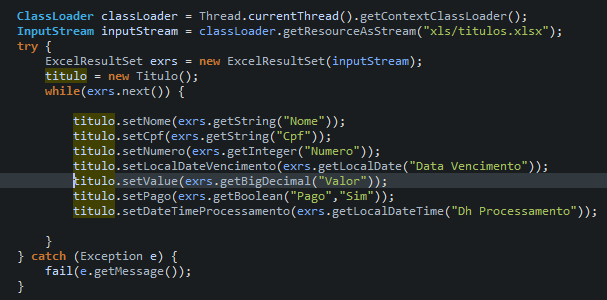 ClassLoader classLoader = Thread.currentThread().getContextClassLoader();
InputStream inputStream = classLoader.getResourceAsStream("xls/titulos.xlsx");
try {
ExcelResultSet exrs = new ExcelResultSet(inputStream);
titulo = new Titulo();
while(exrs.next()) {
titulo.setNome(exrs.getString("Nome"));
titulo.setCpf(exrs.getString("Cpf"));
titulo.setNumero(exrs.getInteger("Numero"));
titulo.setLocalDateVencimento(exrs.getLocalDate("Data Vencimento"));
titulo.setValue(exrs.getBigDecimal("Valor"));
titulo.setPago(exrs.getBoolean("Pago","Sim"));
titulo.setDateTimeProcessamento(exrs.getLocalDateTime("Dh Processamento"));
}
} catch (Exception e) {
fail(e.getMessage());
}